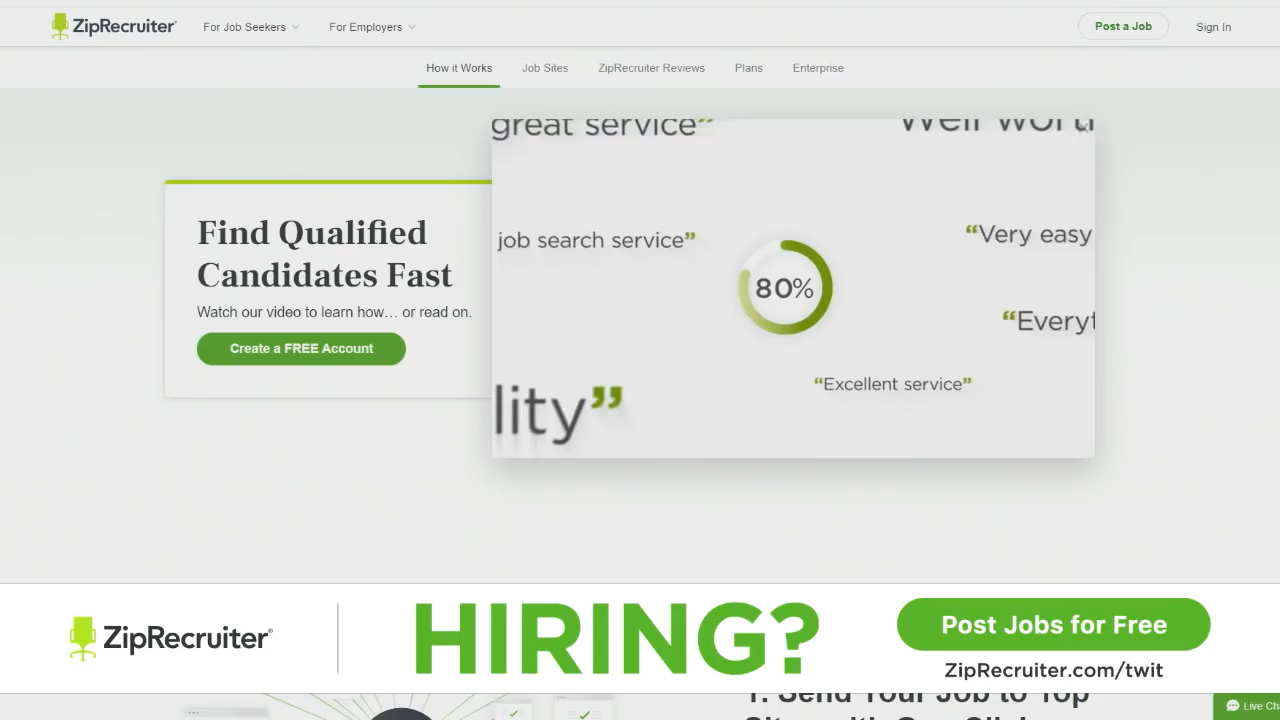 ZipRecruiter
For Job Seekers
For Employers
Post a Job
Sign In
How it Works
Job Sites
ZipRecruiter Reviews
Plans
Enterprise
great service”
Well
job search service”
“Very easy
80%
lity”
“Excellent service”
Find Qualified
Candidates Fast
Watch our video to learn how... or read on.
Create a FREE Account
ZipRecruiter®
HIRING?
Post Jobs for Free
ZipRecruiter.com/twit
1. Send Your Job to Top
Live